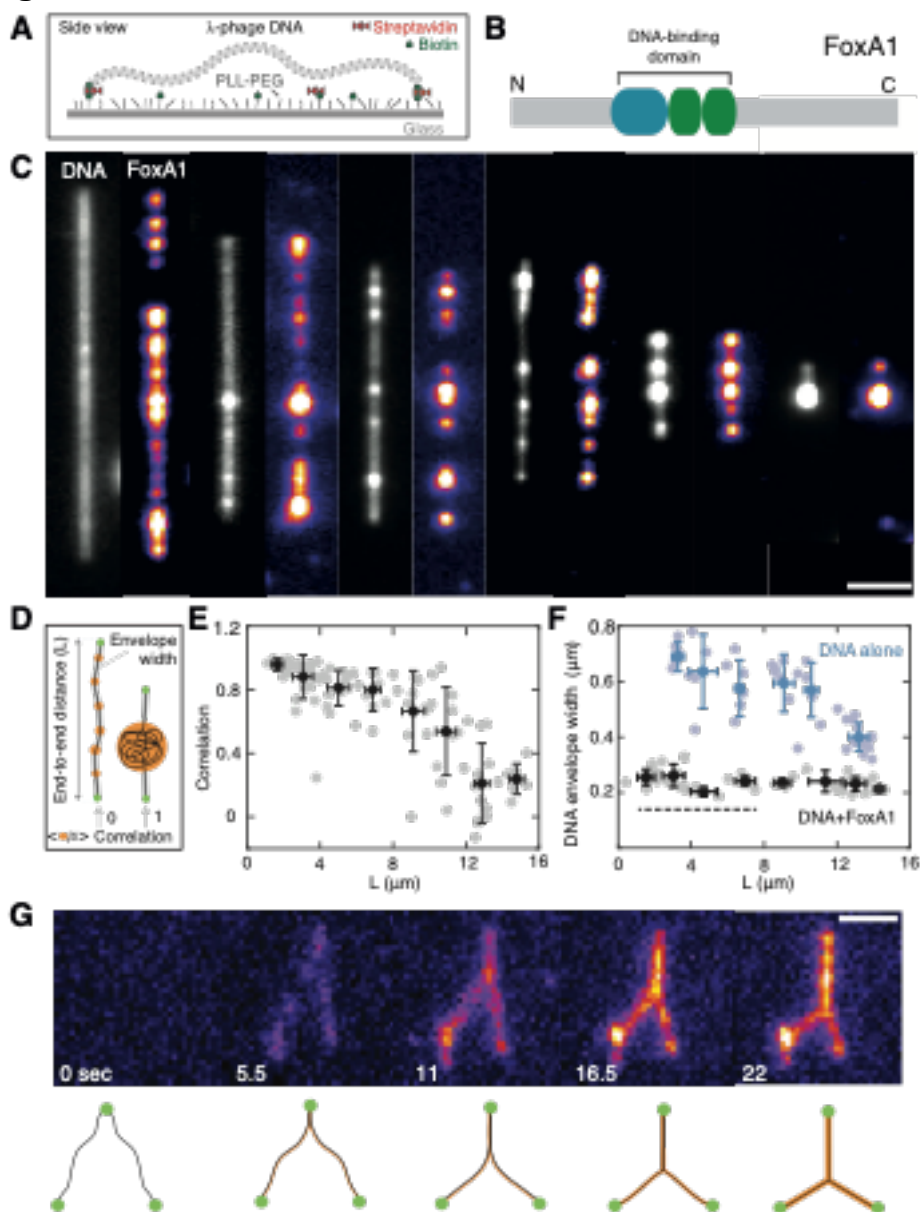 A
Side view
λ-phage DNA
Streptavidin
Biotin
PLL-PEG
Glass
B
DNA-binding
domain
FoxA1
N
C
C
DNA
FoxA1
D
End-to-end distance (L)
Envelope
width
0
1
Correlation
E
Correlation
1.2
0.8
0.4
0
0
4
8
12
16
L (μm)
F
DNA envelope width (μm)
0.8
0.6
0.4
0.2
DNA alone
DNA+FoxA1
0
4
8
12
16
L (μm)
G
0 sec
5.5
11
16.5
22